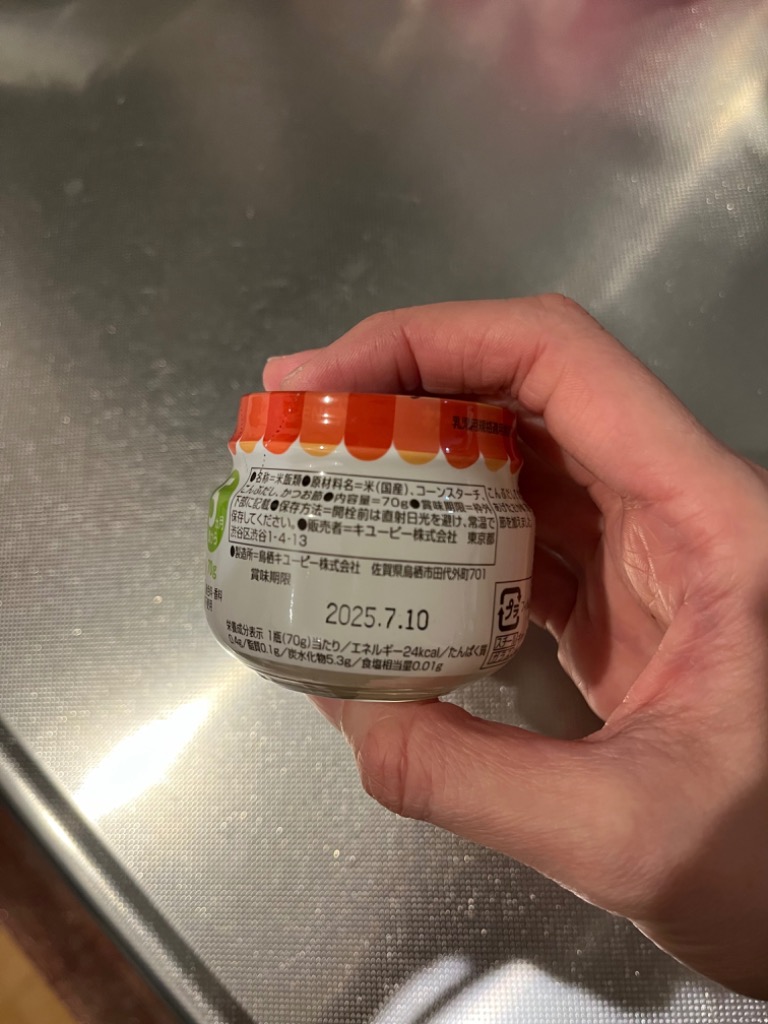 ●名称=米飯類●原材料名=米(国産)、コーンスターチ、
こんぶだし、かつお節●内容量=70g●賞味期限=枠外
下部に記載●保存方法=開栓前は直射日光を避け、常温で
保存してください。●販売者=キユーピー株式会社 東京都
渋谷区渋谷1-4-13
●製造所=鳥栖キユーピー株式会社 佐賀県鳥栖市田代外町701
賞味期限
2025.7.10
栄養成分表示 1瓶(70g)当たり/エネルギー24kcal/たんぱく質
0.4g/脂質0.1g/炭水化物5.3g/食塩相当量0.01g
プラ